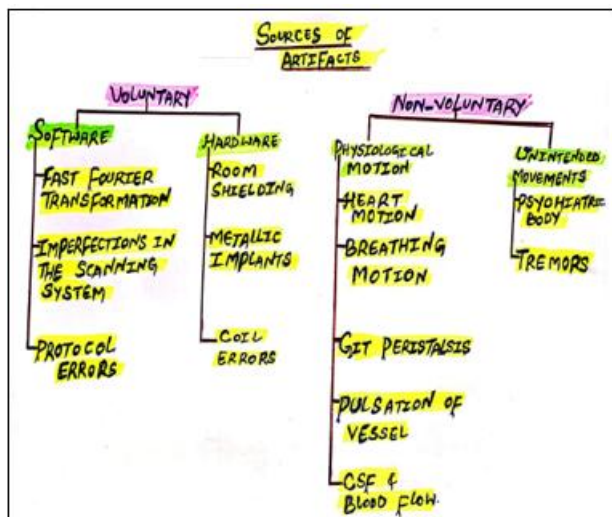 SOURCES OF
ARTIFACTS
VOLUNTARY
NON-VOLUNTARY
SOFTWARE
FAST FOURIER
TRANSFORMATION
IMPERFECTIONS IN
THE SCANNING
SYSTEM
PROTOCOL
ERRORS
HARDWARE
ROOM
SHIELDING
METALLIC
IMPLANTS
COIL
ERRORS
PHYSIOLOGICAL
MOTION
HEART
MOTION
BREATHING
MOTION
GIT PERISTALSIS
PULSATION OF
VESSEL
CSF &
BLOOD FLOW.
UNINTENDED
MOVEMENTS
PSYCHIATRIC
BODY
TREMORS